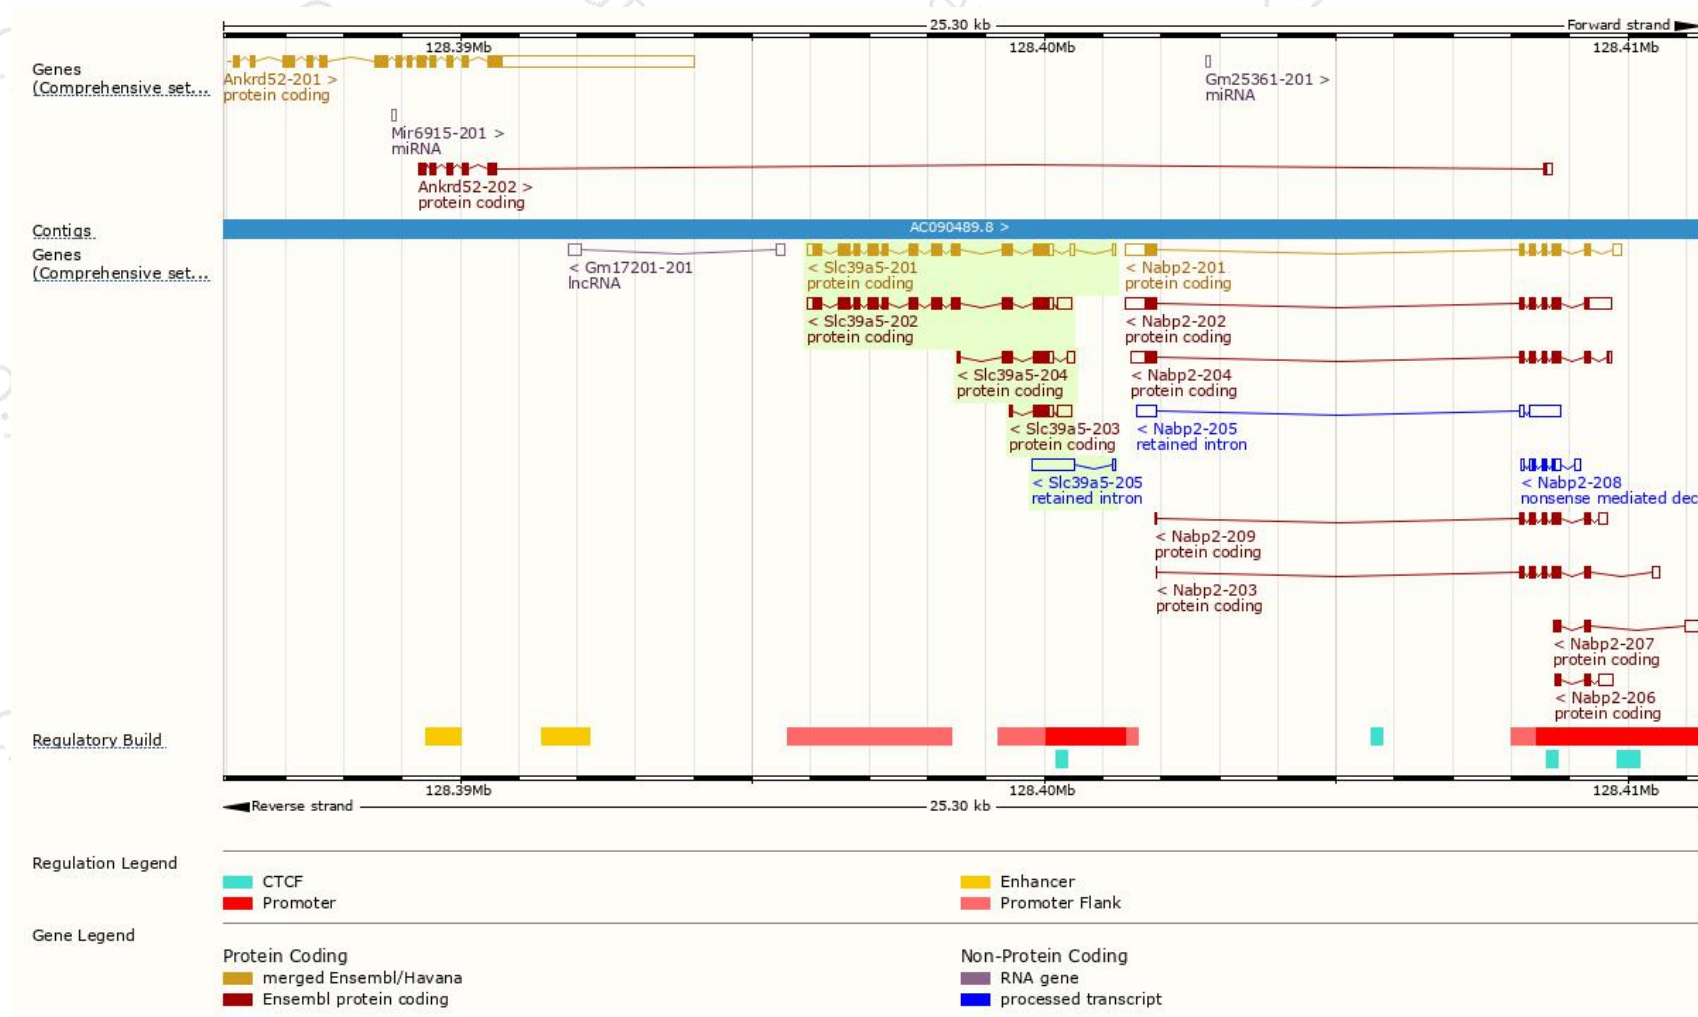 25.30 kb
Forward strand
128.39Mb
128.40Mb
128.41Mb
Genes
(Comprehensive set...
Ankrd52-201 >
protein coding
Gm25361-201 >
miRNA
Mir6915-201 >
miRNA
Ankrd52-202 >
protein coding
Contigs
AC090489.8 >
Genes
(Comprehensive set...
< Gm17201-201
lncRNA
< Slc39a5-201
protein coding
< Nabp2-201
protein coding
< Slc39a5-202
protein coding
< Nabp2-202
protein coding
< Slc39a5-204
protein coding
< Nabp2-204
protein coding
< Slc39a5-203
protein coding
< Nabp2-205
retained intron
< Slc39a5-205
retained intron
< Nabp2-208
nonsense mediated dec
< Nabp2-209
protein coding
< Nabp2-203
protein coding
< Nabp2-207
protein coding
< Nabp2-206
protein coding
Regulatory Build
128.39Mb
128.40Mb
128.41Mb
Reverse strand
25.30 kb
Regulation Legend
CTCF
Enhancer
Promoter
Promoter Flank
Gene Legend
Protein Coding
Non-Protein Coding
merged Ensembl/Havana
RNA gene
Ensembl protein coding
processed transcript